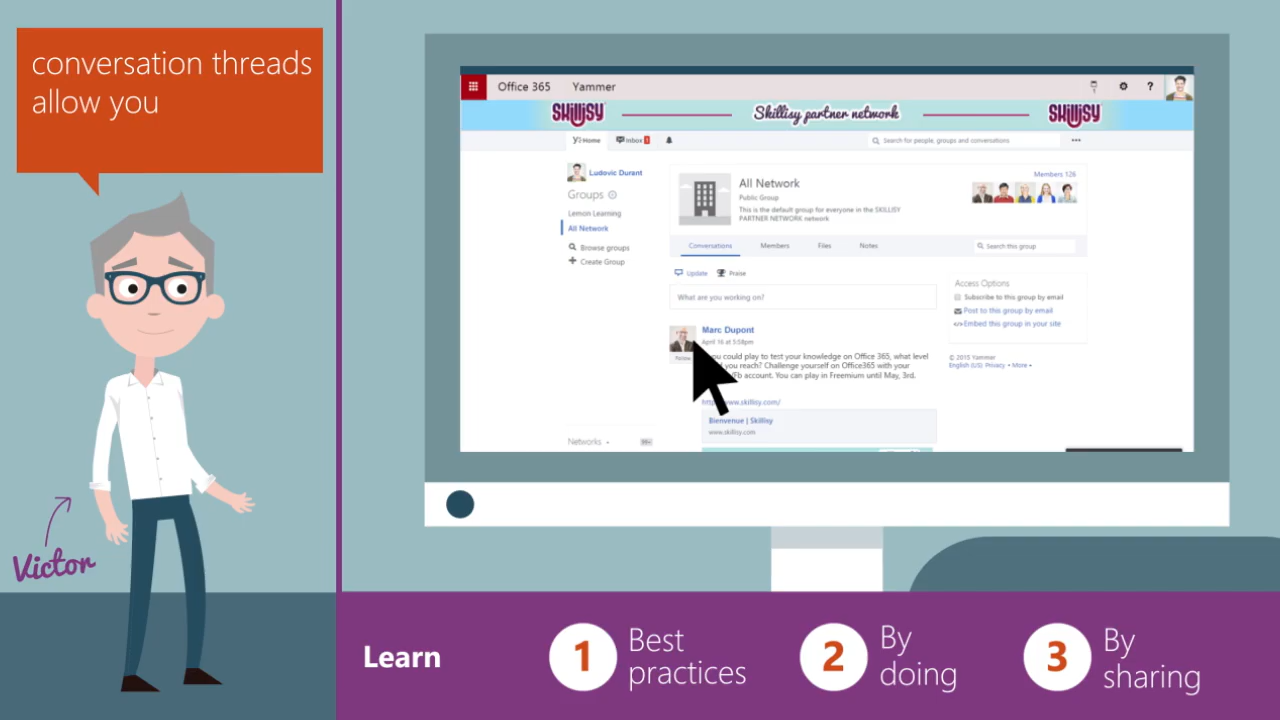 conversation threads
allow you
Victor
Office 365 Yammer
?
SKILLISY Skillisy partner network SKILLISY
Home Inbox
Search for people, groups and conversations
Ludovic Durant
Groups
Lemon Learning
All Network
Browse groups
Create Group
Networks
All Network
Public Group
This is the default group for everyone in the SKILLISY
PARTNER NETWORK network
Members 126
Conversations Members Files Notes
Search this group
Update Praise
What are you working on?
Marc Dupont
April 16 at 5:58pm
you could play to test your knowledge on Office 365, what level
you reach? Challenge yourself on Office365 with your
/Fb account. You can play in Freemium until May, 3rd.
www.skillisy.com/
Bienvenue | Skillisy
www.skillisy.com
Access Options
Subscribe to this group by email
Post to this group by email
Embed this group in your site
© 2015 Yammer
English (US) Privacy • More
Learn
1 Best
practices
2 By
doing
3 By
sharing